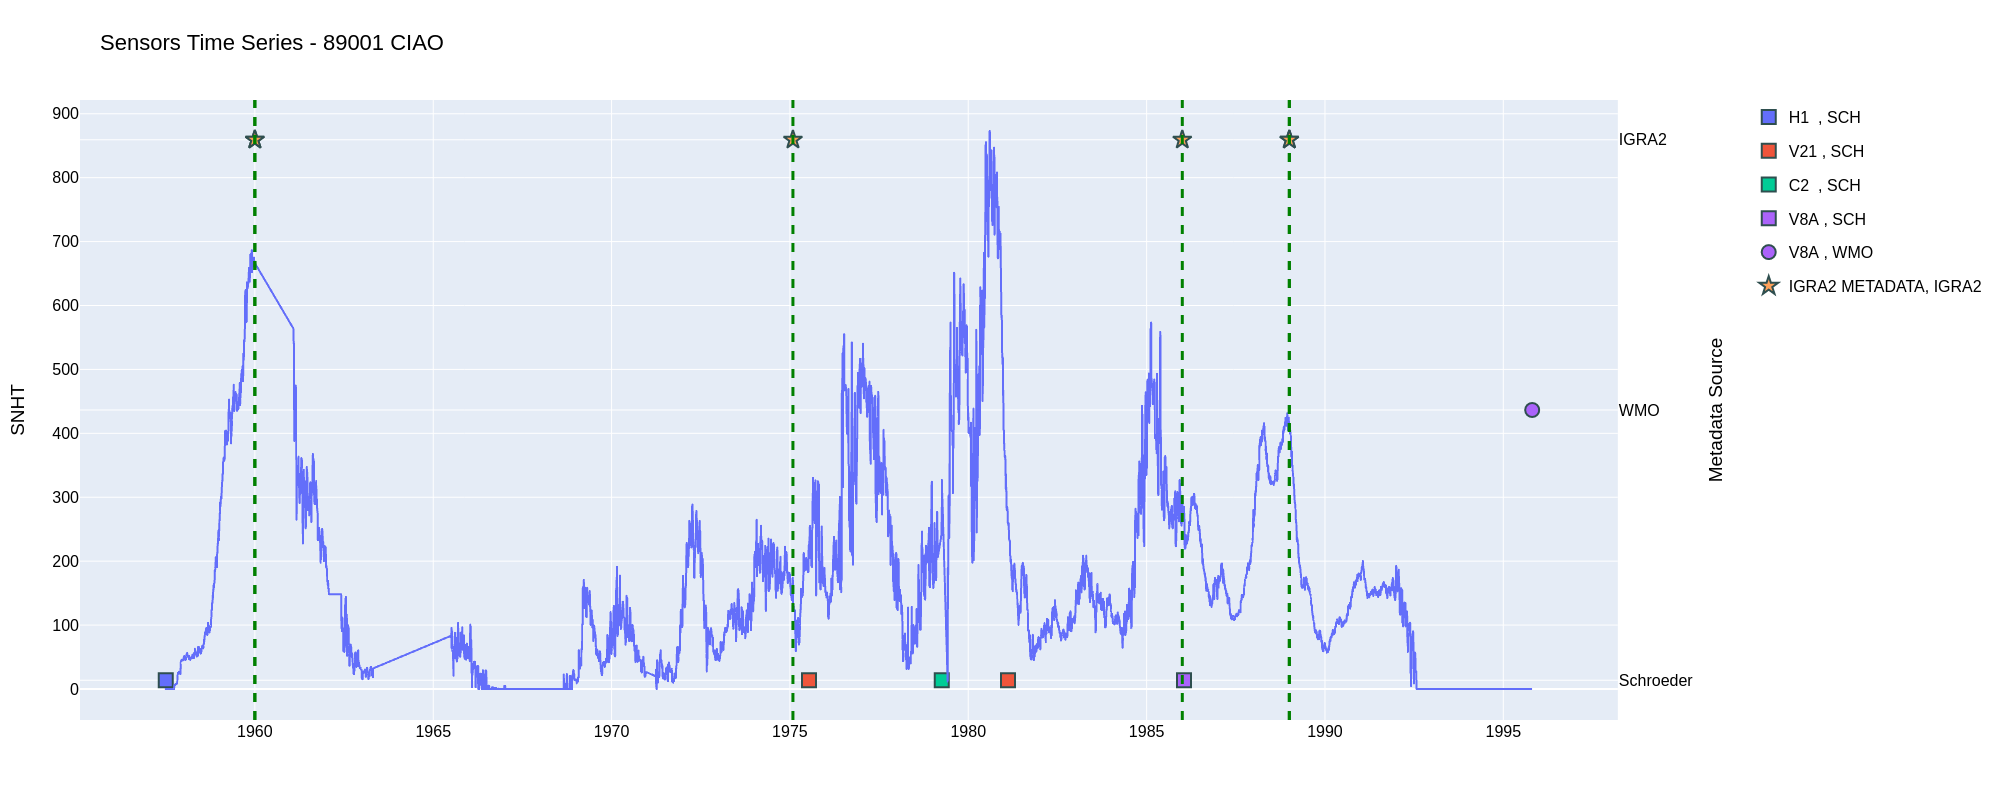 Sensors Time Series - 89001 CIAO
900
800
700
600
500
400
300
200
100
0
SNHT
1960
1965
1970
1975
1980
1985
1990
1995
IGRA2
WMO
Schroeder
Metadata Source
H1 , SCH
V21 , SCH
C2 , SCH
V8A , SCH
V8A , WMO
IGRA2 METADATA, IGRA2